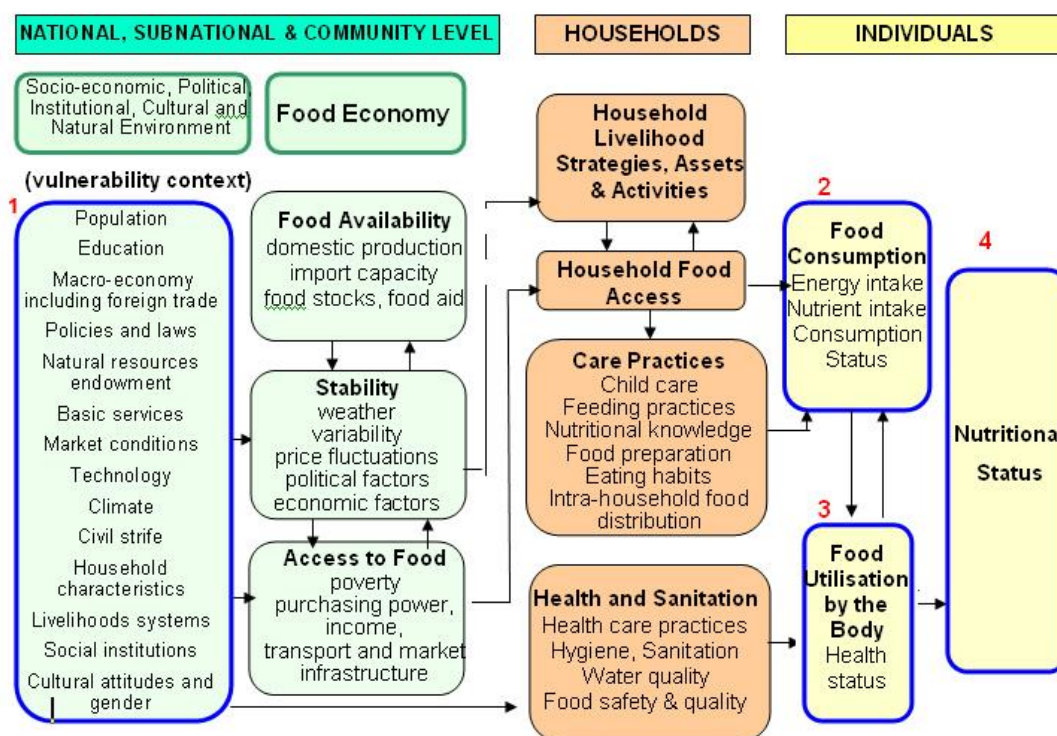 NATIONAL, SUBNATIONAL & COMMUNITY LEVEL
HOUSEHOLDS
INDIVIDUALS
Socio-economic, Political,
Institutional, Cultural and
Natural Environment
Food Economy
(vulnerability context)
1
Population
Education
Macro-economy
including foreign trade
Policies and laws
Natural resources
endowment
Basic services
Market conditions
Technology
Climate
Civil strife
Household
characteristics
Livelihoods systems
Social institutions
Cultural attitudes and
gender
Food Availability
domestic production
import capacity
food stocks, food aid
Stability
weather
variability
price fluctuations
political factors
economic factors
Access to Food
poverty
purchasing power,
income,
transport and market
infrastructure
Household
Livelihood
Strategies, Assets
& Activities
Household Food
Access
Care Practices
Child care
Feeding practices
Nutritional knowledge
Food preparation
Eating habits
Intra-household food
distribution
Health and Sanitation
Health care practices
Hygiene, Sanitation
Water quality
Food safety & quality
2
Food
Consumption
Energy intake
Nutrient intake
Consumption
Status
3
Food
Utilisation
by the
Body
Health
status
4
Nutritiona
Status